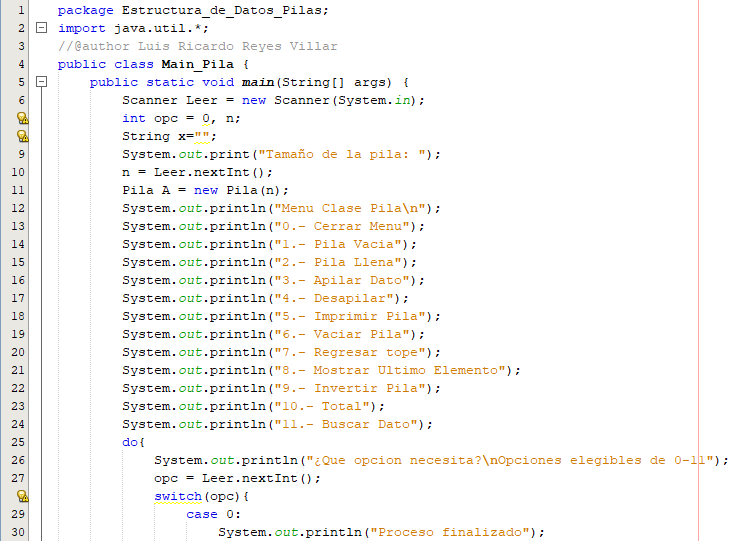 1 package Estructura_de_Datos_Pilas;
2 import java.util.*;
3 //@author Luis Ricardo Reyes Villar
4 public class Main_Pila {
5 public static void main(String[] args) {
6 Scanner Leer = new Scanner(System.in);
int opc = 0, n;
String x="";
9 System.out.print("Tamaño de la pila: ");
10 n = Leer.nextInt();
11 Pila A = new Pila(n);
12 System.out.println("Menu Clase Pila\n");
13 System.out.println("0.- Cerrar Menu");
14 System.out.println("1.- Pila Vacia");
15 System.out.println("2.- Pila Llena");
16 System.out.println("3.- Apilar Dato");
17 System.out.println("4.- Desapilar");
18 System.out.println("5.- Imprimir Pila");
19 System.out.println("6.- Vaciar Pila");
20 System.out.println("7.- Regresar tope");
21 System.out.println("8.- Mostrar Ultimo Elemento");
22 System.out.println("9.- Invertir Pila");
23 System.out.println("10.- Total");
24 System.out.println("11.- Buscar Dato");
25 do{
26 System.out.println("¿Que opcion necesita?\nOpciones elegibles de 0-11");
27 opc = Leer.nextInt();
switch(opc){
29 case 0:
30 System.out.println("Proceso finalizado");